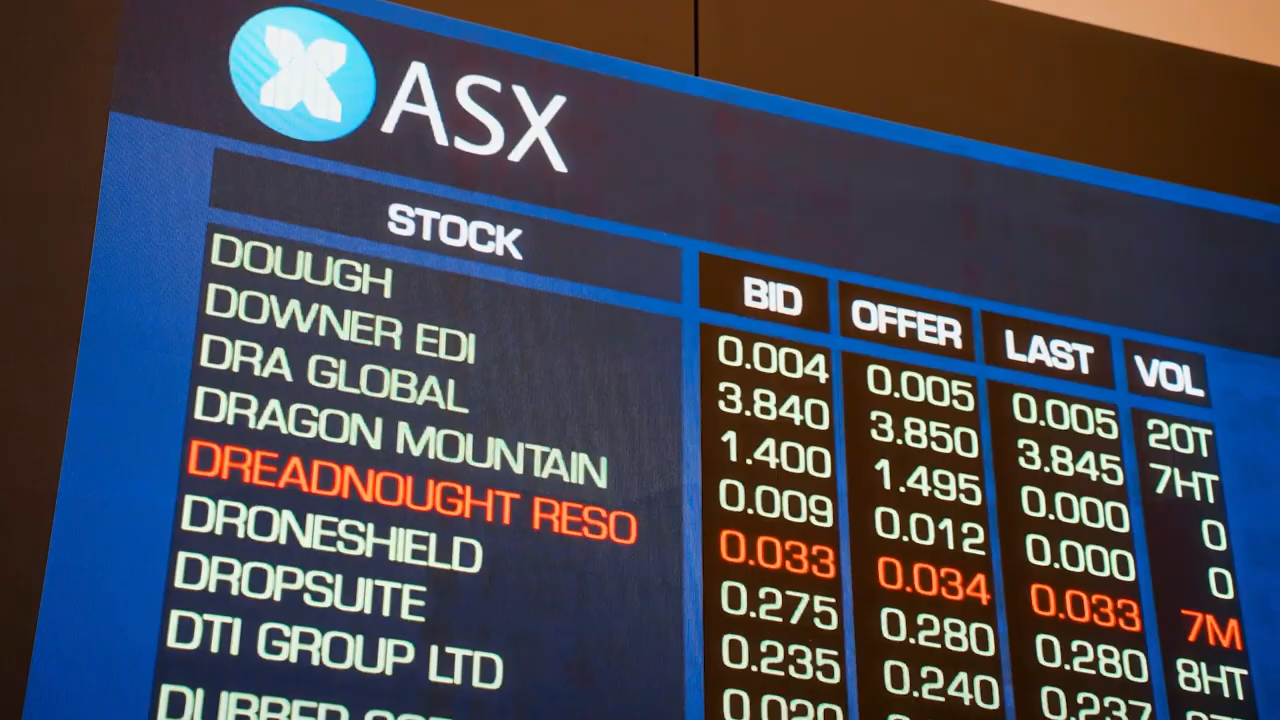 ASX
STOCK BID OFFER LAST VOL
DOUUGH 0.004 0.005 0.005 20T
DOWNER EDI 3.840 3.850 3.845 7HT
DRA GLOBAL 1.400 1.495 0.000 0
DRAGON MOUNTAIN 0.009 0.012 0.000 0
DREADNOUGHT RESO 0.033 0.034 0.033 7M
DRONESHIELD 0.275 0.280 0.280 8HT
DROPSUITE 0.235 0.240 0.237
DTI GROUP LTD 0.020